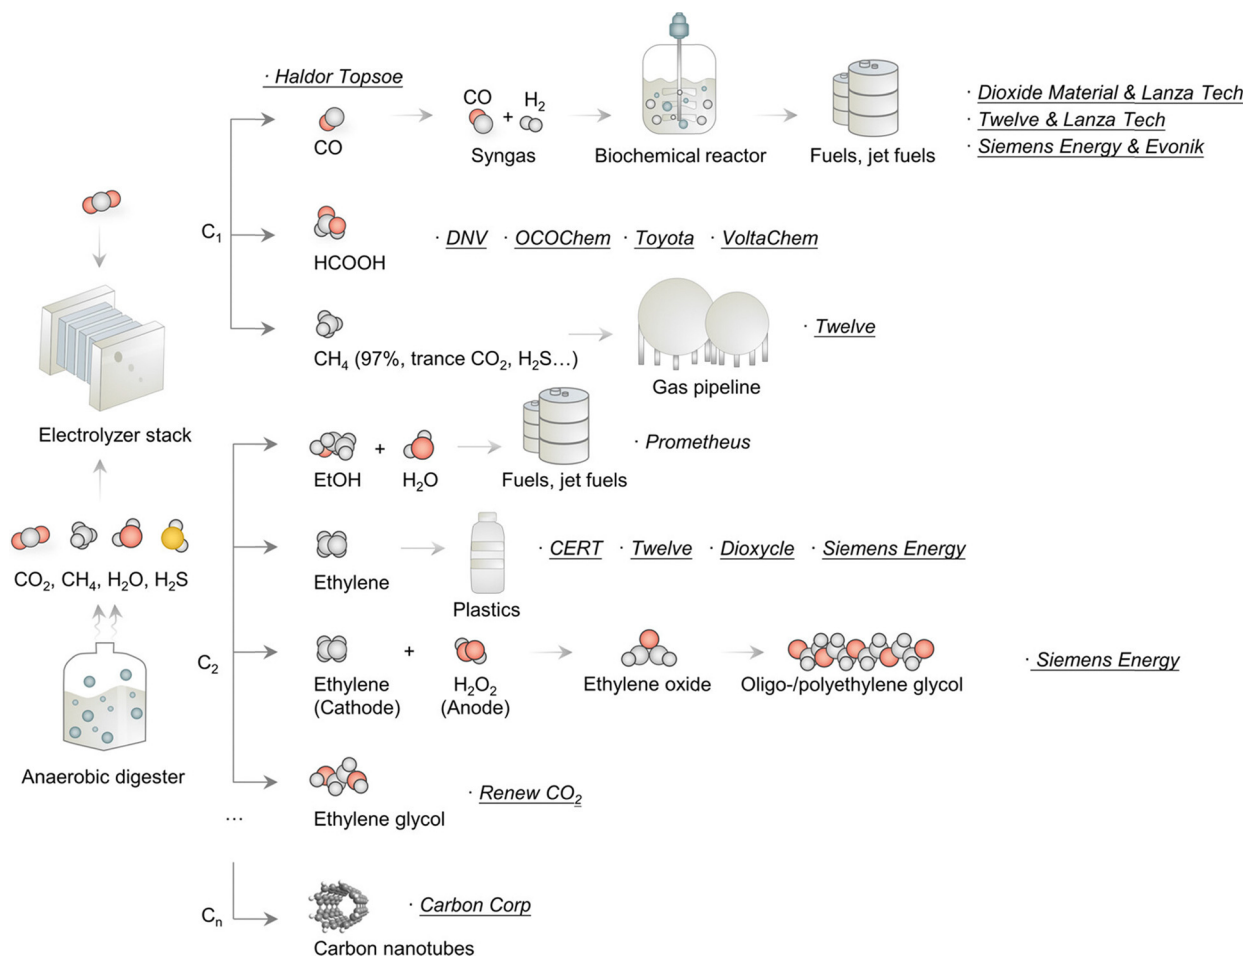 · Haldor Topsoe
CO
CO
+
H₂
Syngas
Biochemical reactor
Fuels, jet fuels
· Dioxide Material & Lanza Tech
· Twelve & Lanza Tech
· Siemens Energy & Evonik
C₁
HCOOH
· DNV · OCOChem · Toyota · VoltaChem
CH₄ (97%, trance CO₂, H₂S…)
Gas pipeline
· Twelve
Electrolyzer stack
EtOH
+
H₂O
Fuels, jet fuels
· Prometheus
CO₂, CH₄, H₂O, H₂S
Ethylene
Plastics
· CERT · Twelve · Dioxycle · Siemens Energy
C₂
Ethylene
(Cathode)
+
H₂O₂
(Anode)
Ethylene oxide
Oligo-/polyethylene glycol
· Siemens Energy
Anaerobic digester
Ethylene glycol
· Renew CO₂
...
Cₙ
Carbon nanotubes
· Carbon Corp